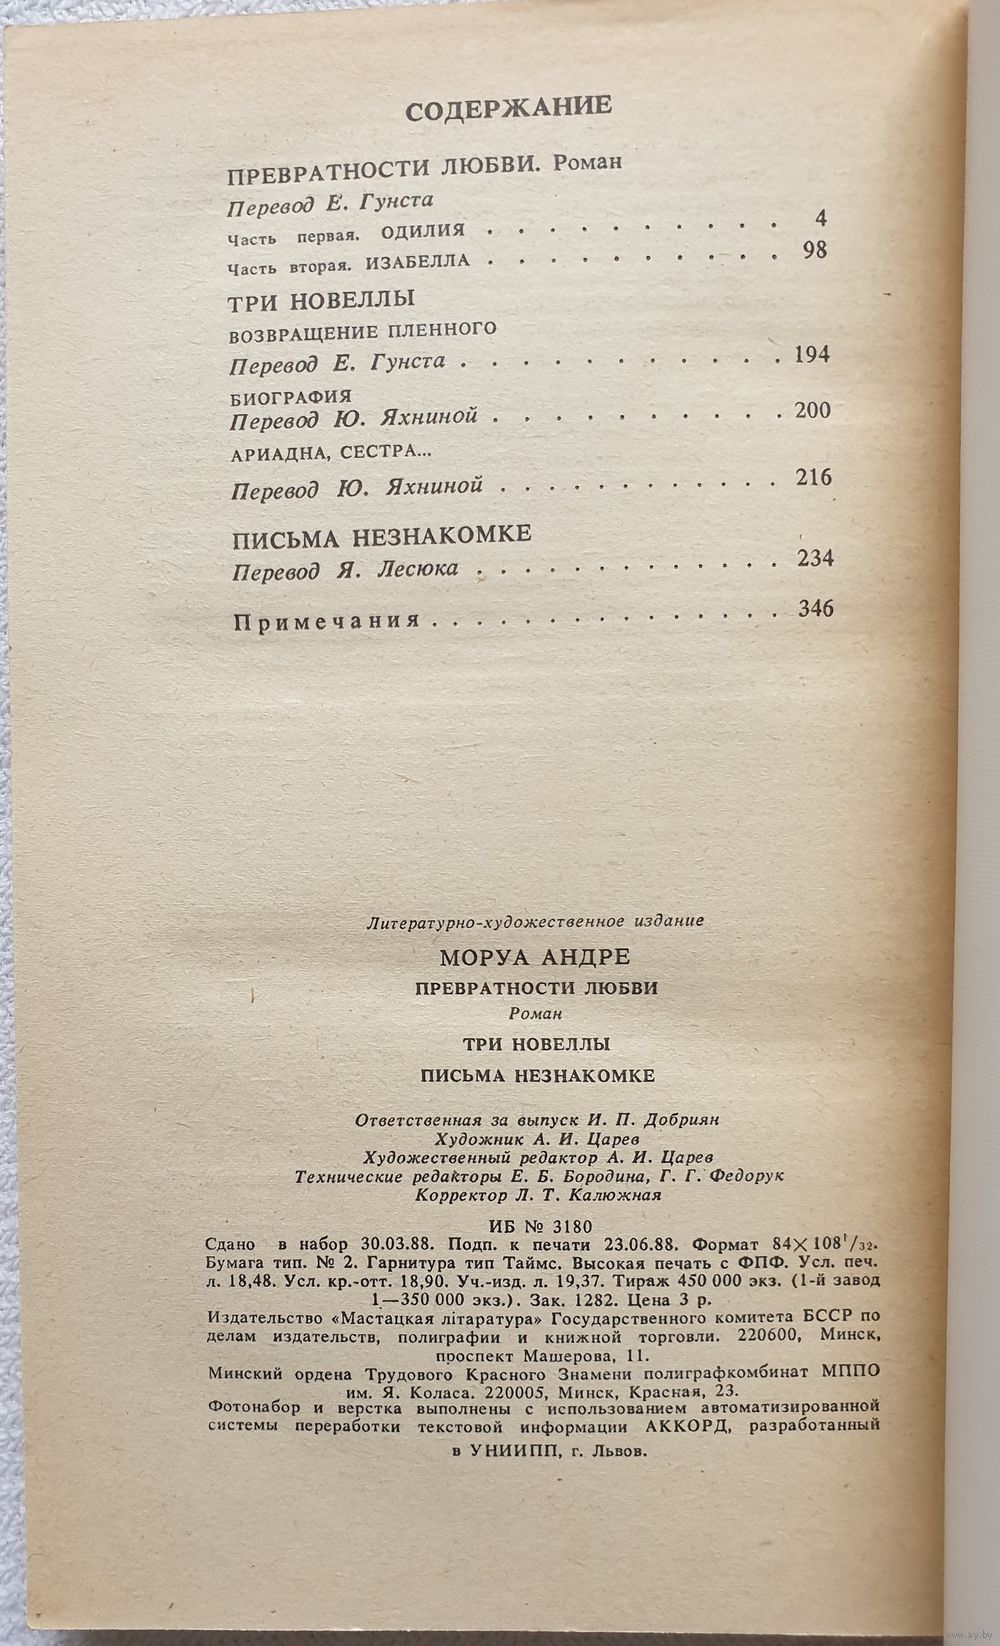 СОДЕРЖАНИЕ
ПРЕВРАТНОСТИ ЛЮБВИ. Роман
Перевод Е. Гунста
Часть первая. ОДИЛИЯ . . . . . . . . . . 4
Часть вторая. ИЗАБЕЛЛА . . . . . . . . . . 98
ТРИ НОВЕЛЛЫ
ВОЗВРАЩЕНИЕ ПЛЕННОГО
Перевод Е. Гунста . . . . . . . . . . . 194
БИОГРАФИЯ
Перевод Ю. Яхниной . . . . . . . . . . 200
АРИАДНА, СЕСТРА...
Перевод Ю. Яхниной . . . . . . . . . . 216
ПИСЬМА НЕЗНАКОМКЕ
Перевод Я. Лесюка . . . . . . . . . . . 234
Примечания . . . . . . . . . . . . 346
Литературно-художественное издание
МОРУА АНДРЕ
ПРЕВРАТНОСТИ ЛЮБВИ
Роман
ТРИ НОВЕЛЛЫ
ПИСЬМА НЕЗНАКОМКЕ
Ответственная за выпуск И. П. Добриян
Художник А. И. Царев
Художественный редактор А. И. Царев
Технические редакторы Е. Б. Бородина, Г. Г. Федорук
Корректор Л. Т. Калюжная
ИБ № 3180
Сдано в набор 30.03.88. Подп. к печати 23.06.88. Формат 84×108¹/₃₂.
Бумага тип. № 2. Гарнитура тип Таймс. Высокая печать с ФПФ. Усл. печ.
л. 18,48. Усл. кр.-отт. 18,90. Уч.-изд. л. 19,37. Тираж 450 000 экз. (1-й завод
1—350 000 экз.). Зак. 1282. Цена 3 р.
Издательство «Мастацкая літаратура» Государственного комитета БССР по
делам издательств, полиграфии и книжной торговли. 220600, Минск,
проспект Машерова, 11.
Минский ордена Трудового Красного Знамени полиграфкомбинат МППО
им. Я. Коласа. 220005, Минск, Красная, 23.
Фотонабор и верстка выполнены с использованием автоматизированной
системы переработки текстовой информации АККОРД, разработанный
в УНИИПП, г. Львов.
www.ay.by